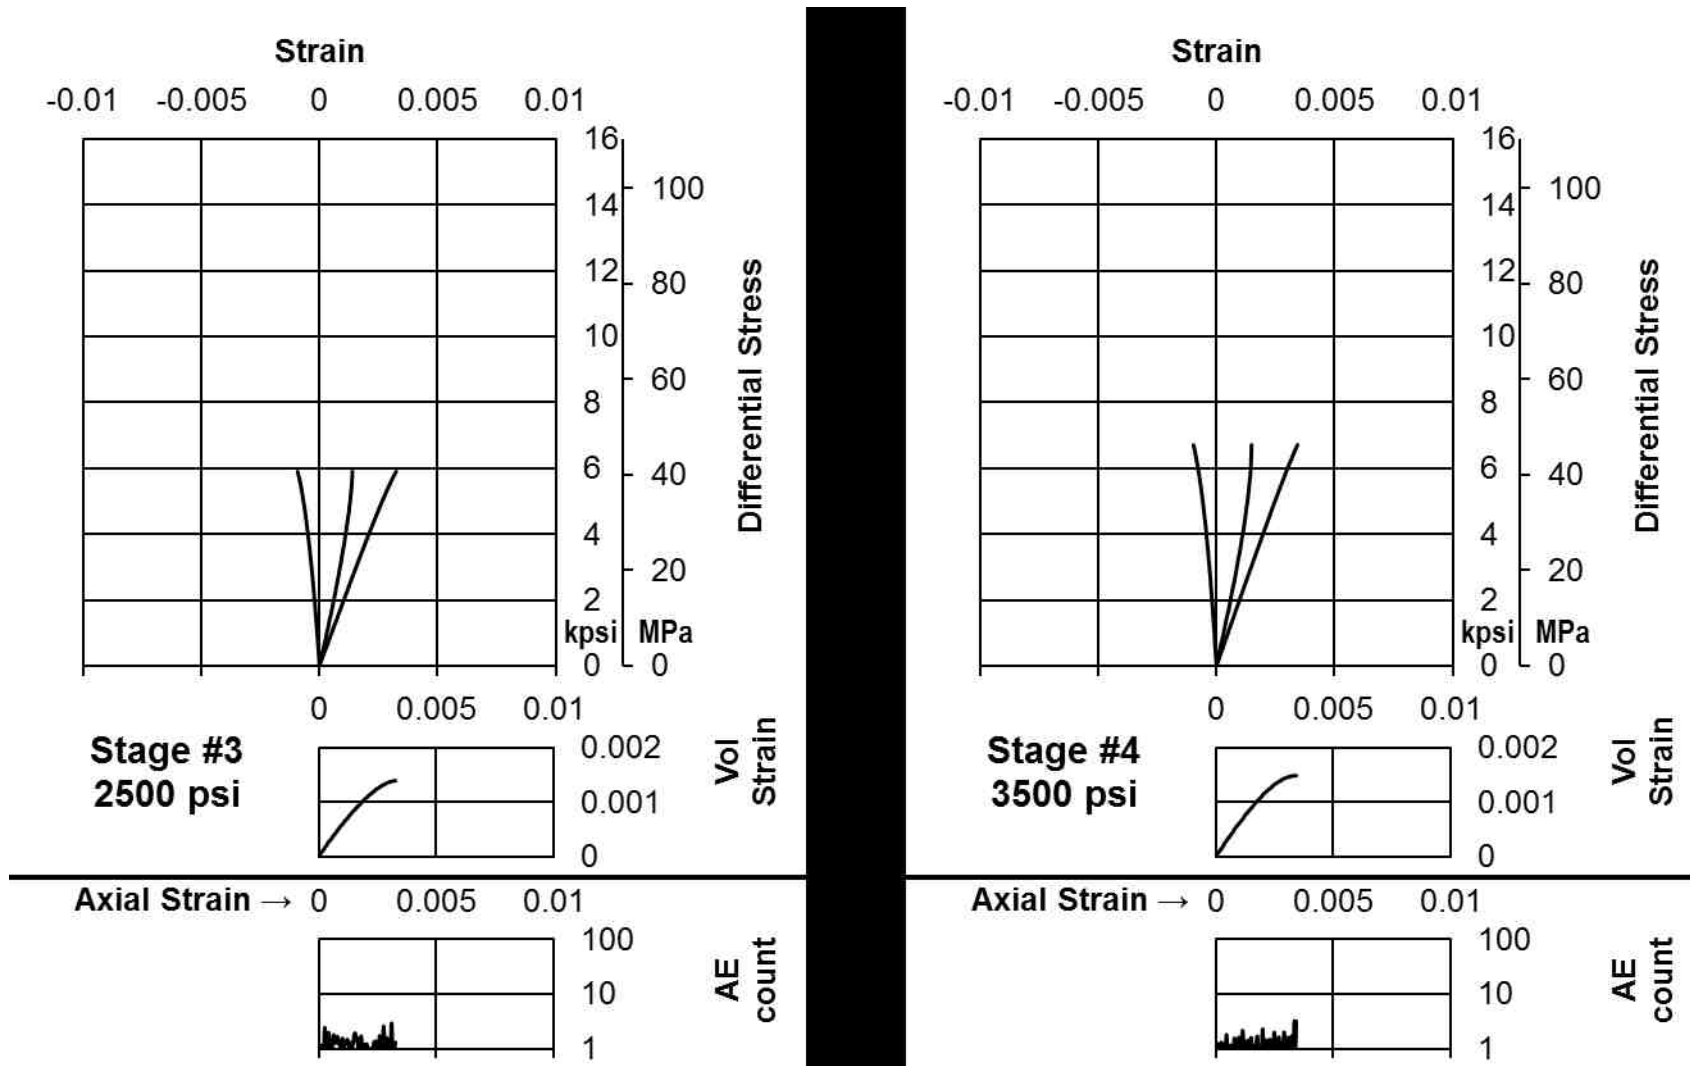 Strain
-0.01 -0.005 0 0.005 0.01
16
14
12
10
8
6
4
2
kpsi
0
100
80
60
40
20
MPa
0
Differential Stress
0 0.005 0.01
Stage #3
2500 psi
0.002
0.001
0
Vol
Strain
Axial Strain → 0 0.005 0.01
100
10
1
AE
count
Strain
-0.01 -0.005 0 0.005 0.01
16
14
12
10
8
6
4
2
kpsi
0
100
80
60
40
20
MPa
0
Differential Stress
0 0.005 0.01
Stage #4
3500 psi
0.002
0.001
0
Vol
Strain
Axial Strain → 0 0.005 0.01
100
10
1
AE
count